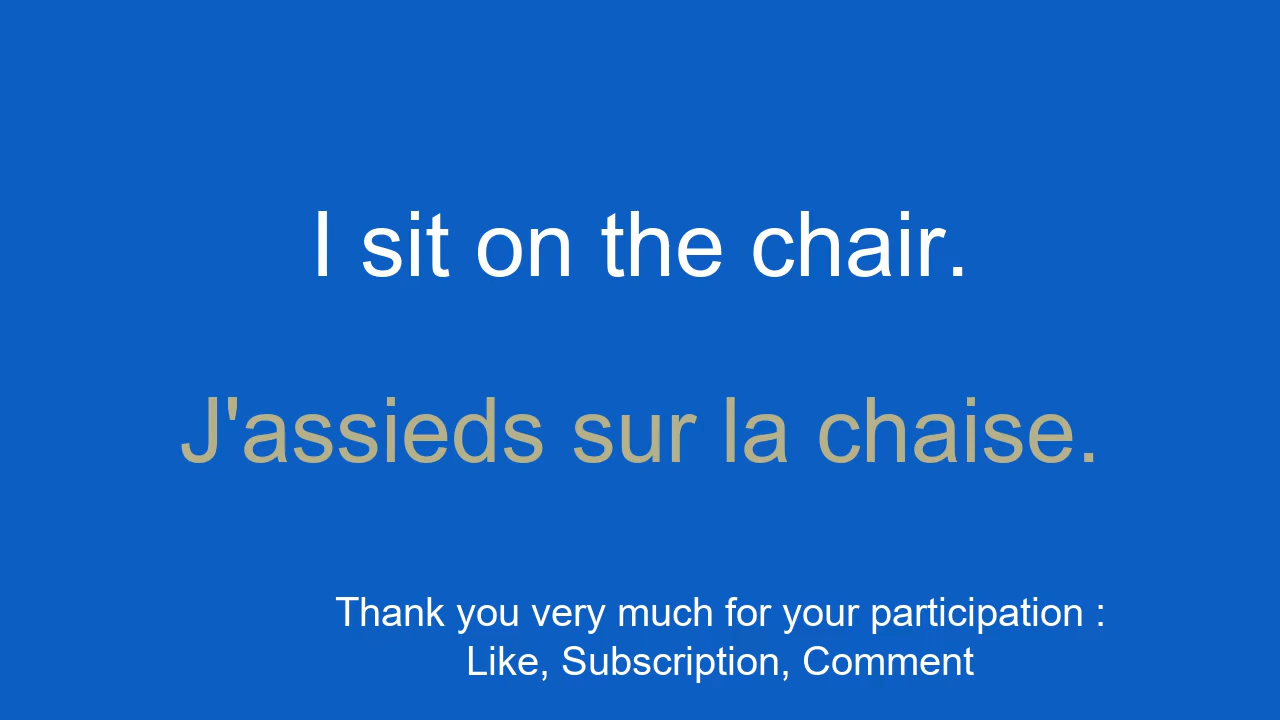 I sit on the chair.
J'assieds sur la chaise.
Thank you very much for your participation :
Like, Subscription, Comment